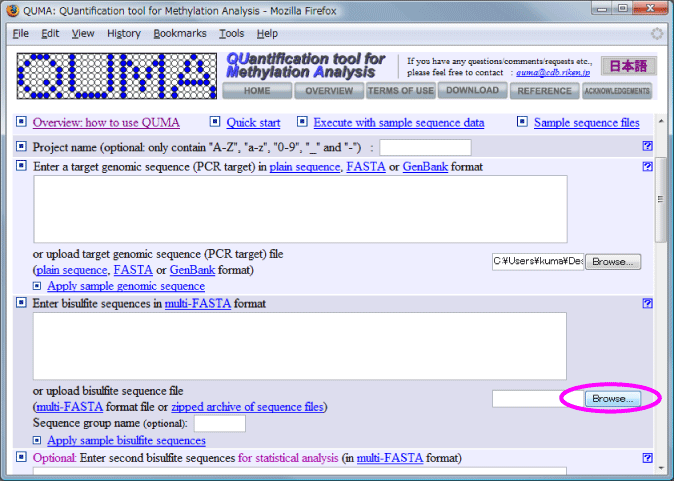 QUMA: QUantification tool for Methylation Analysis - Mozilla Firefox
File Edit View History Bookmarks Tools Help
QUMA
QUantification tool for
Methylation Analysis
If you have any questions/comments/requests etc.,
please feel free to contact : quma@cdb.riken.jp
日本語
HOME OVERVIEW TERMS OF USE DOWNLOAD REFERENCE ACKNOWLEDGEMENTS
Overview: how to use QUMA Quick start Execute with sample sequence data Sample sequence files
Project name (optional: only contain "A-Z", "a-z", "0-9", "_" and "-") : ?
Enter a target genomic sequence (PCR target) in plain sequence, FASTA or GenBank format ?
or upload target genomic sequence (PCR target) file
C:¥Users¥kuma¥Des Browse...
(plain sequence, FASTA or GenBank format)
Apply sample genomic sequence
Enter bisulfite sequences in multi-FASTA format ?
or upload bisulfite sequence file
Browse...
(multi-FASTA format file or zipped archive of sequence files)
Sequence group name (optional):
Apply sample bisulfite sequences
Optional: Enter second bisulfite sequences for statistical analysis (in multi-FASTA format) ?